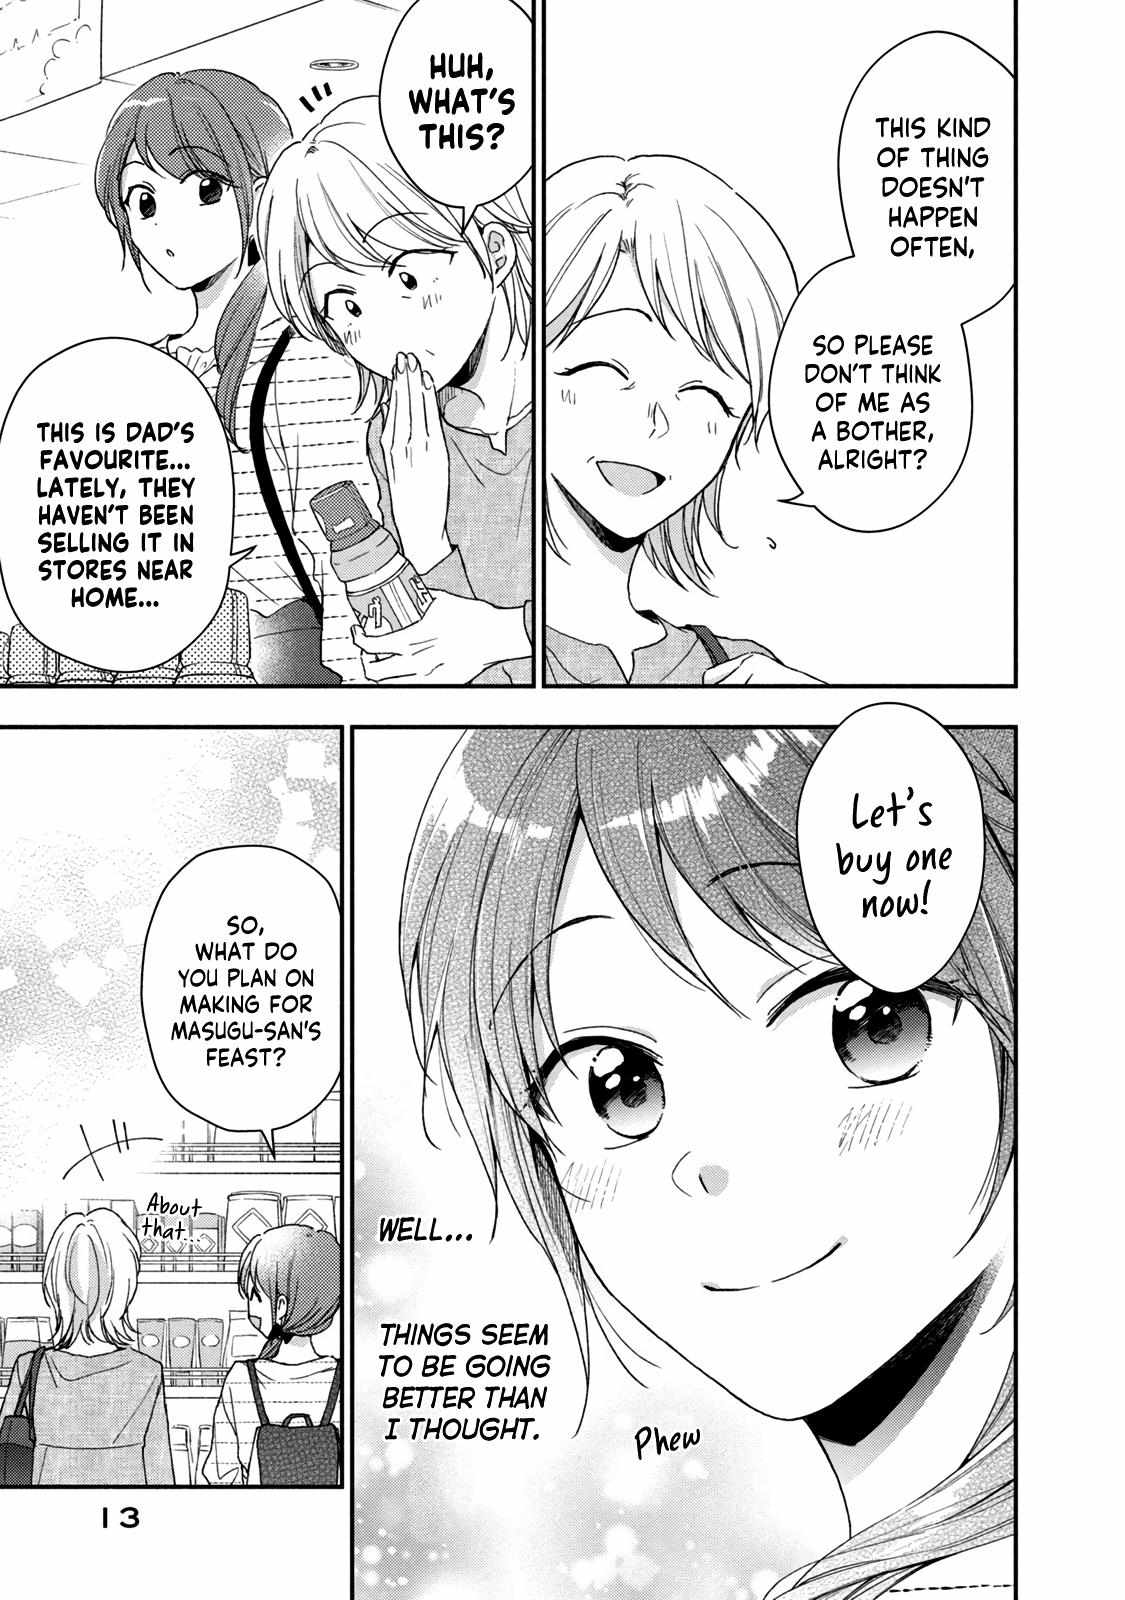 THIS KIND
OF THING
DOESN'T
HAPPEN
OFTEN,
SO PLEASE
DON'T THINK
OF ME AS
A BOTHER,
ALRIGHT?
HUH,
WHAT'S
THIS?
THIS IS DAD'S
FAVOURITE...
LATELY, THEY
HAVEN'T BEEN
SELLING IT IN
STORES NEAR
HOME...
Let's
buy one
now!
WELL...
THINGS SEEM
TO BE GOING
BETTER THAN
I THOUGHT.
Phew
SO,
WHAT DO
YOU PLAN ON
MAKING FOR
MASUGU-SAN'S
FEAST?
About
that...
13